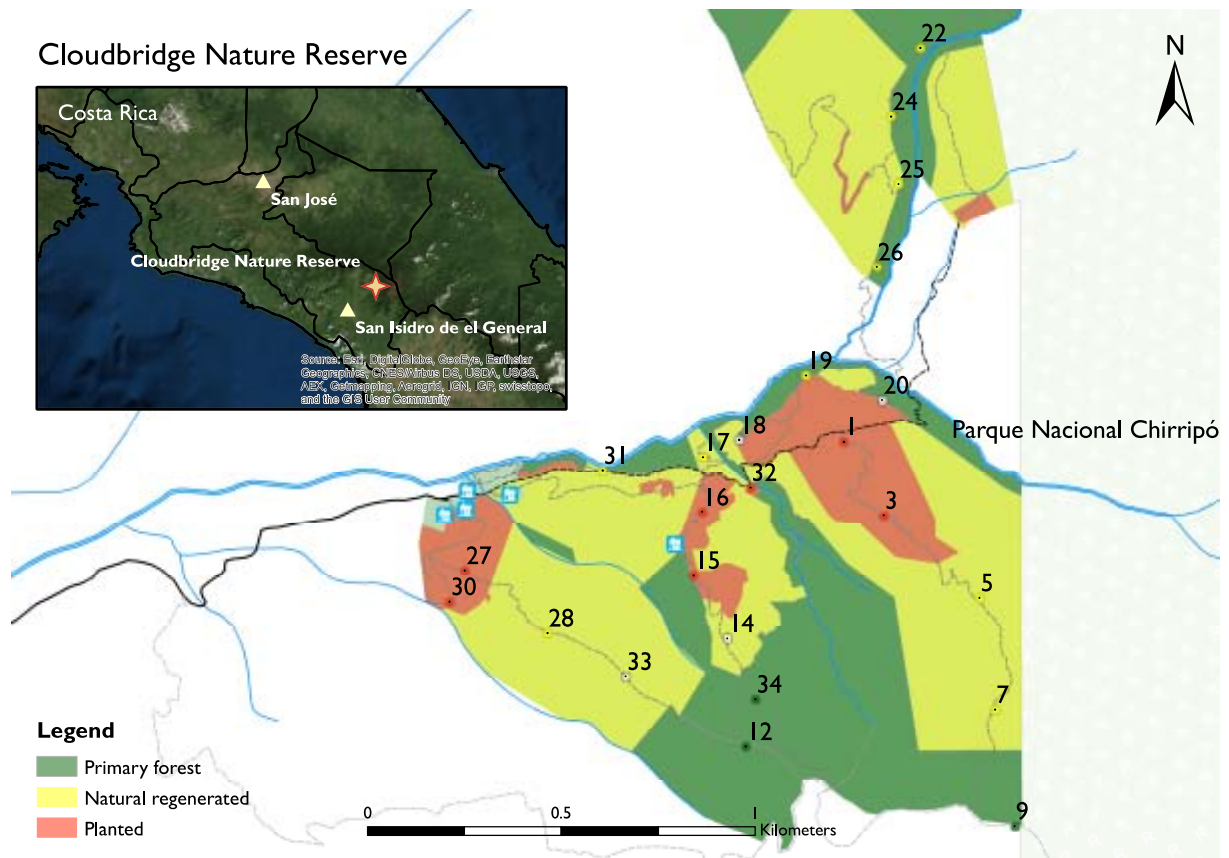 Cloudbridge Nature Reserve
Costa Rica
San José
Cloudbridge Nature Reserve
San Isidro de el General
Source: Esri, DigitalGlobe, GeoEye, Earthstar
Geographics, CNES/Airbus DS, USDA, USGS,
AEX, Getmapping, Aerogrid, IGN, IGP, swisstopo,
and the GIS User Community
N
22
24
25
26
19
20
18
1
Parque Nacional Chirripó
17
31
32
16
3
15
27
30
5
28
14
33
34
7
12
9
Legend
Primary forest
Natural regenerated
Planted
0 0.5 1
Kilometers